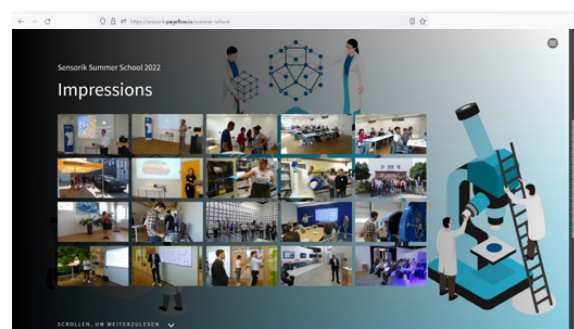 https://sensorik.pageflow.io/summer-school
Sensorik Summer School 2022
Impressions
SCROLLEN, UM WEITERZULESEN